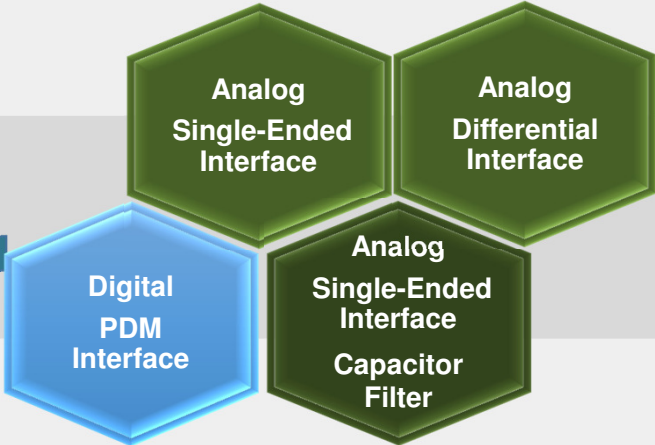 Analog
Single-Ended
Interface
Analog
Differential
Interface
Digital
PDM
Interface
Analog
Single-Ended
Interface
Capacitor
Filter